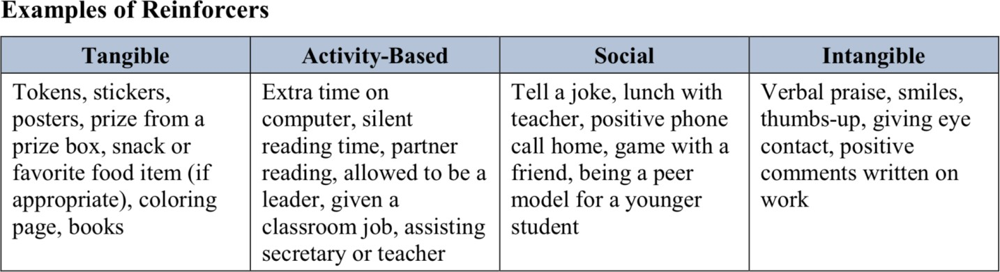 Examples of Reinforcers
Tangible
Activity-Based
Social
Intangible
Tokens, stickers,
posters, prize from a
prize box, snack or
favorite food item (if
appropriate), coloring
page, books
Extra time on
computer, silent
reading time, partner
reading, allowed to be a
leader, given a
classroom job, assisting
secretary or teacher
Tell a joke, lunch with
teacher, positive phone
call home, game with a
friend, being a peer
model for a younger
student
Verbal praise, smiles,
thumbs-up, giving eye
contact, positive
comments written on
work